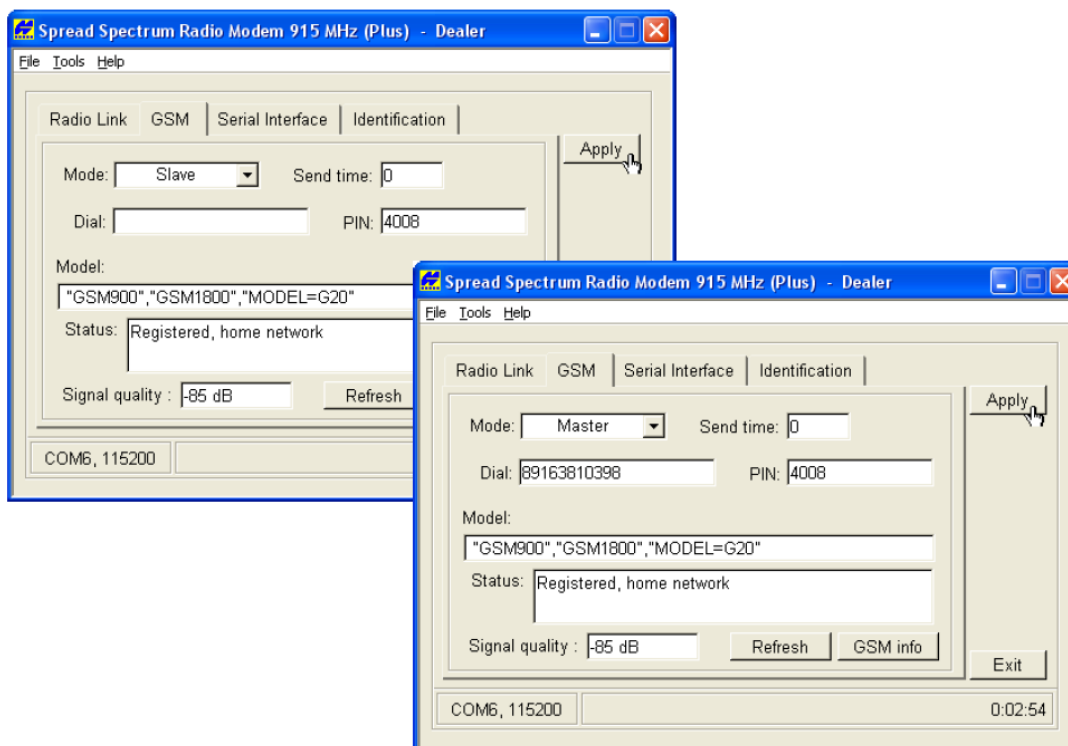 Spread Spectrum Radio Modem 915 MHz (Plus) - Dealer
File Tools Help
Radio Link GSM Serial Interface Identification
Apply
Mode: Slave Send time: 0
Dial: PIN: 4008
Model:
"GSM900","GSM1800","MODEL=G20"
Status: Registered, home network
Signal quality : -85 dB Refresh
COM6, 115200
Spread Spectrum Radio Modem 915 MHz (Plus) - Dealer
File Tools Help
Radio Link GSM Serial Interface Identification
Apply
Mode: Master Send time: 0
Dial: 89163810398 PIN: 4008
Model:
"GSM900","GSM1800","MODEL=G20"
Status: Registered, home network
Signal quality : -85 dB Refresh GSM info
Exit
COM6, 115200 0:02:54